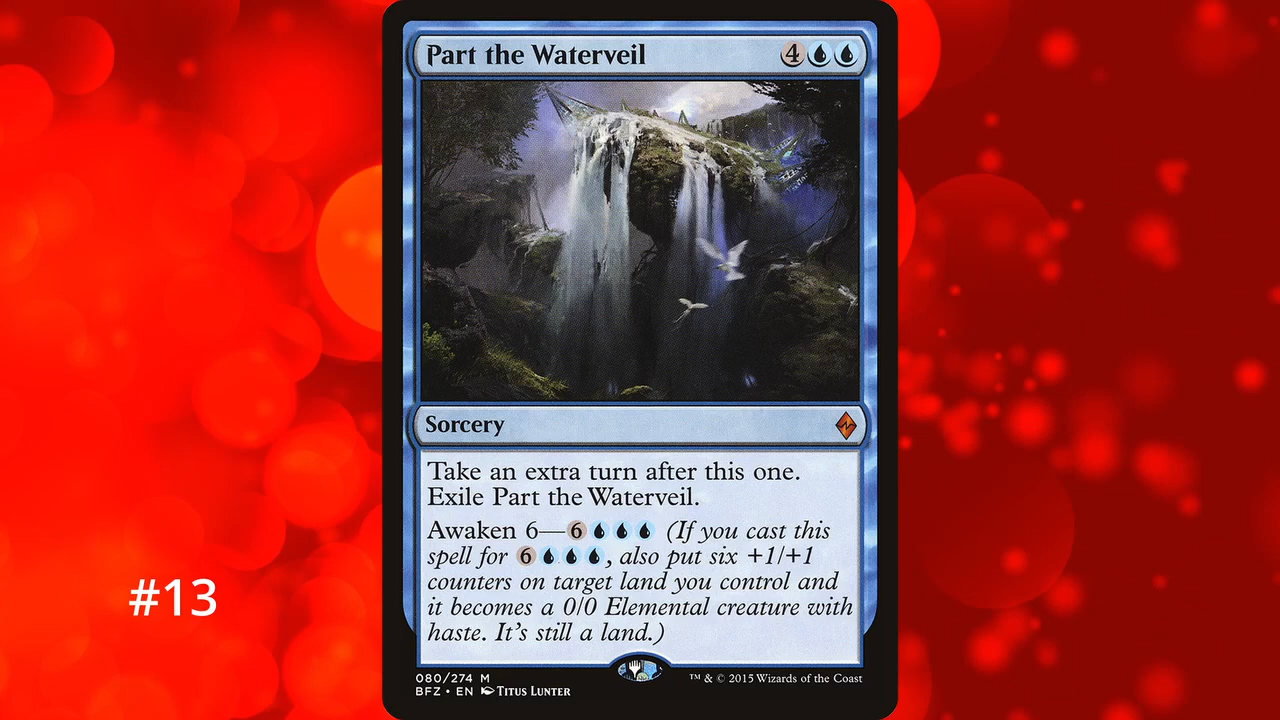 Part the Waterveil 4
Sorcery
Take an extra turn after this one.
Exile Part the Waterveil.
Awaken 6—6 (If you cast this
spell for 6, also put six +1/+1
counters on target land you control and
it becomes a 0/0 Elemental creature with
haste. It's still a land.)
#13
080/274 M
BFZ • EN Titus Lunter
™ & © 2015 Wizards of the Coast